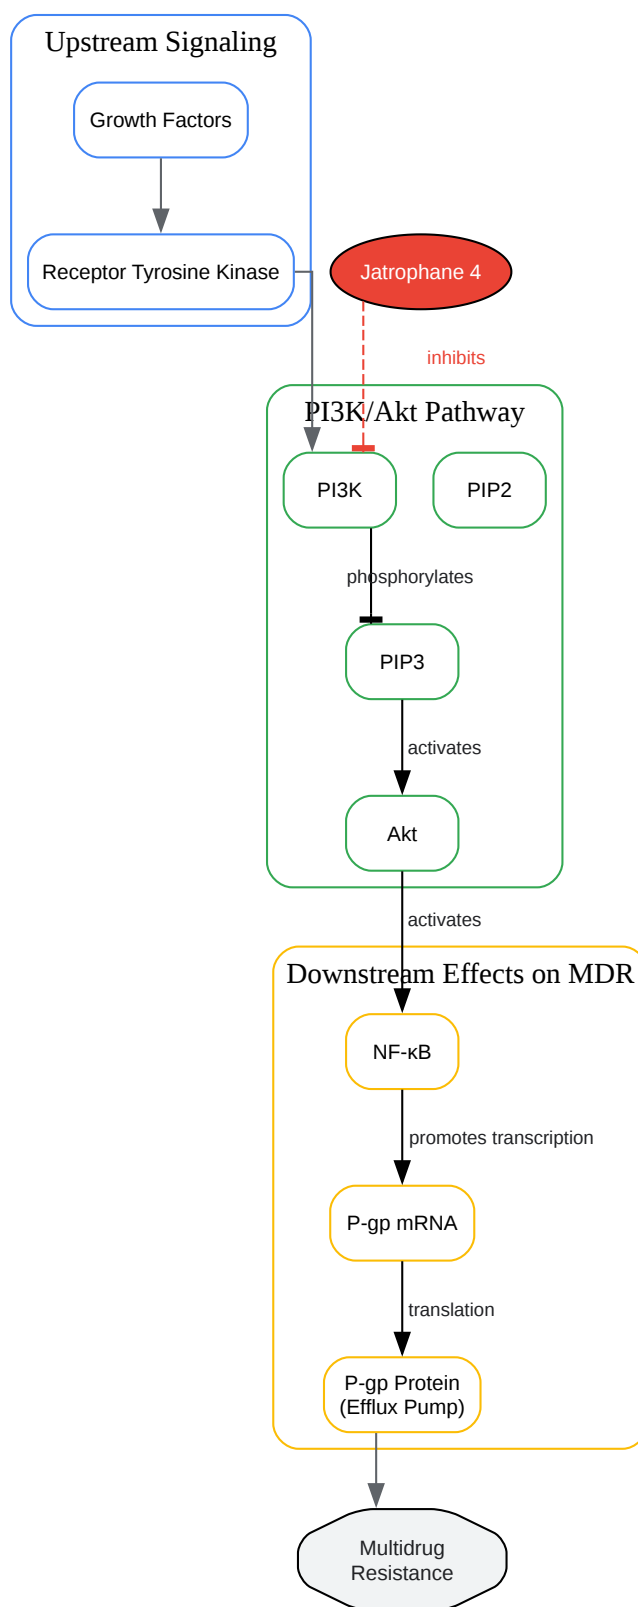 Upstream Signaling
Growth Factors
Receptor Tyrosine Kinase
Jatrophane 4
inhibits
PI3K/Akt Pathway
PI3K
PIP2
phosphorylates
PIP3
activates
Akt
activates
Downstream Effects on MDR
NF-κB
promotes transcription
P-gp mRNA
translation
P-gp Protein
(Efflux Pump)
Multidrug
Resistance